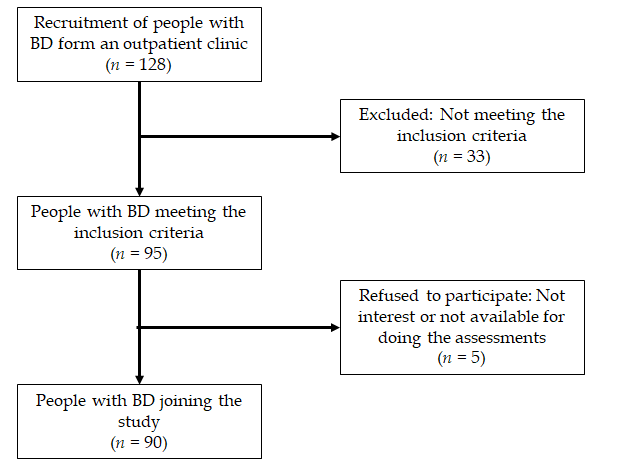 Recruitment of people with
BD form an outpatient clinic
(n = 128)
Excluded: Not meeting the
inclusion criteria
(n = 33)
People with BD meeting the
inclusion criteria
(n = 95)
Refused to participate: Not
interest or not available for
doing the assessments
(n = 5)
People with BD joining the
study
(n = 90)